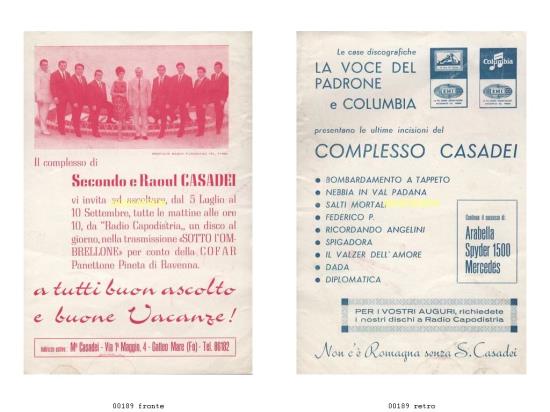 Il complesso di
Secondo e Raoul CASADEI
vi invita ad ascoltare, dal 5 Luglio al
10 Settembre, tutte le mattine alle ore
10, da "Radio Capodistria,, un disco al
giorno, nella trasmissione «SOTTO l'OM-
BRELLONE» per conto della COFAR
Panettone Pineta di Ravenna.
a tutti buon ascolto
e buone Vacanze!
Indirizzo estivo: M° Casadei - Via 1° Maggio, 4 - Gatteo Mare (Fo) - Tel. 86182
00189 fronte
Le case discografiche
LA VOCE DEL
PADRONE
e COLUMBIA
Columbia
EMI
EMI
presentano le ultime incisioni del
COMPLESSO CASADEI
BOMBARDAMENTO A TAPPETO
NEBBIA IN VAL PADANA
SALTI MORTALI
FEDERICO P.
RICORDANDO ANGELINI
SPIGADORA
IL VALZER DELL'AMORE
DADA
DIPLOMATICA
Continua il successo di:
Arabella
Spyder 1500
Mercedes
PER I VOSTRI AUGURI, richiedete
i nostri dischi a Radio Capodistria
Non c'è Romagna senza S. Casadei
00189 retro